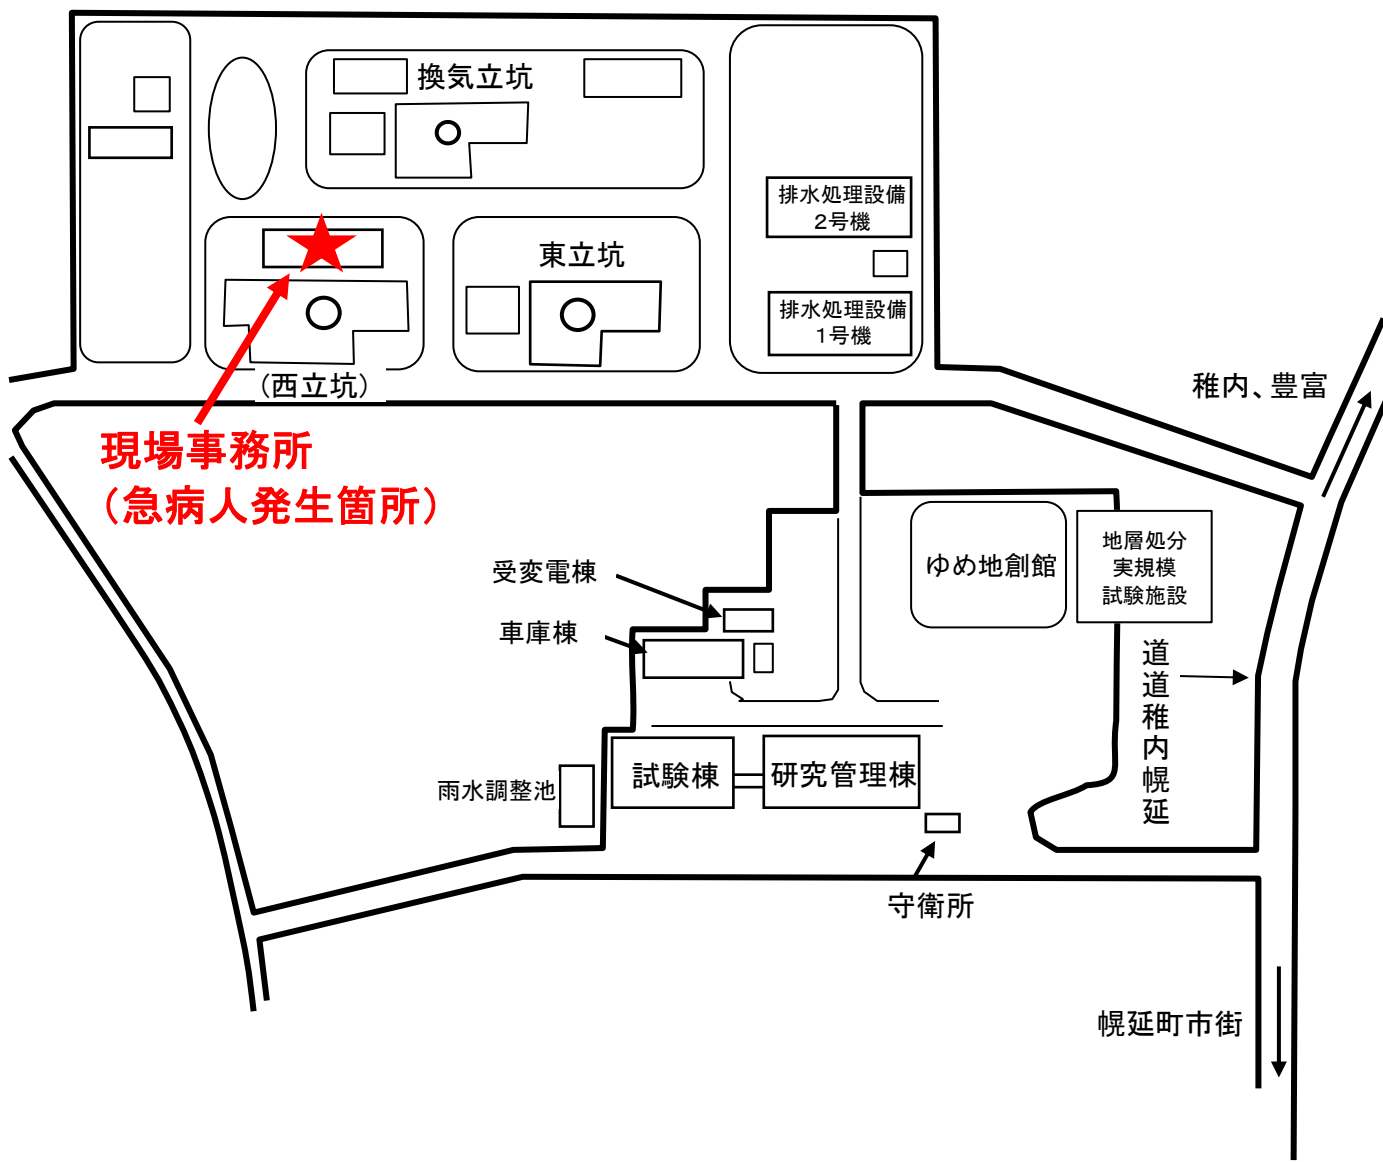 換気立坑
排水処理設備
2号機
東立坑
排水処理設備
1号機
(西立坑)
稚内、豊富
現場事務所
(急病人発生箇所)
受変電棟
ゆめ地創館
地層処分
実規模
試験施設
車庫棟
道道稚内幌延
試験棟
研究管理棟
雨水調整池
守衛所
幌延町市街